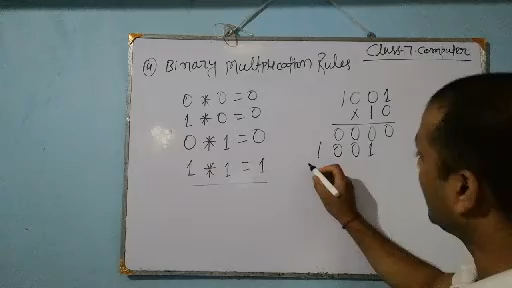 Class-7. Computer
(4) Binary Multiplication Rules
0 * 0 = 0
1 * 0 = 0
0 * 1 = 0
1 * 1 = 1
1001
x 10
0000
1001